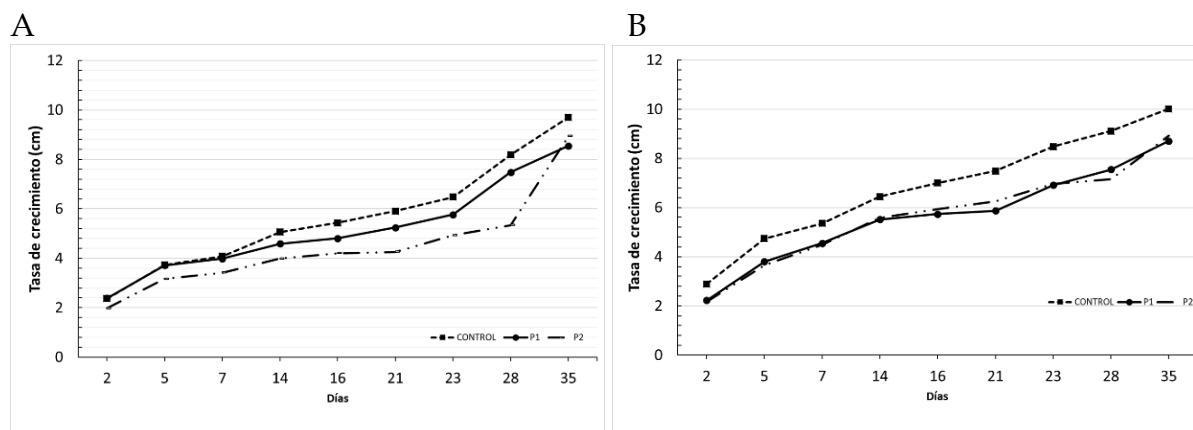 A
Tasa de crecimiento (cm)
12
10
8
6
4
2
0
CONTROL P1 P2
2 5 7 14 16 21 23 28 35
Días
B
Tasa de crecimiento (cm)
12
10
8
6
4
2
0
CONTROL P1 P2
2 5 7 14 16 21 23 28 35
Días